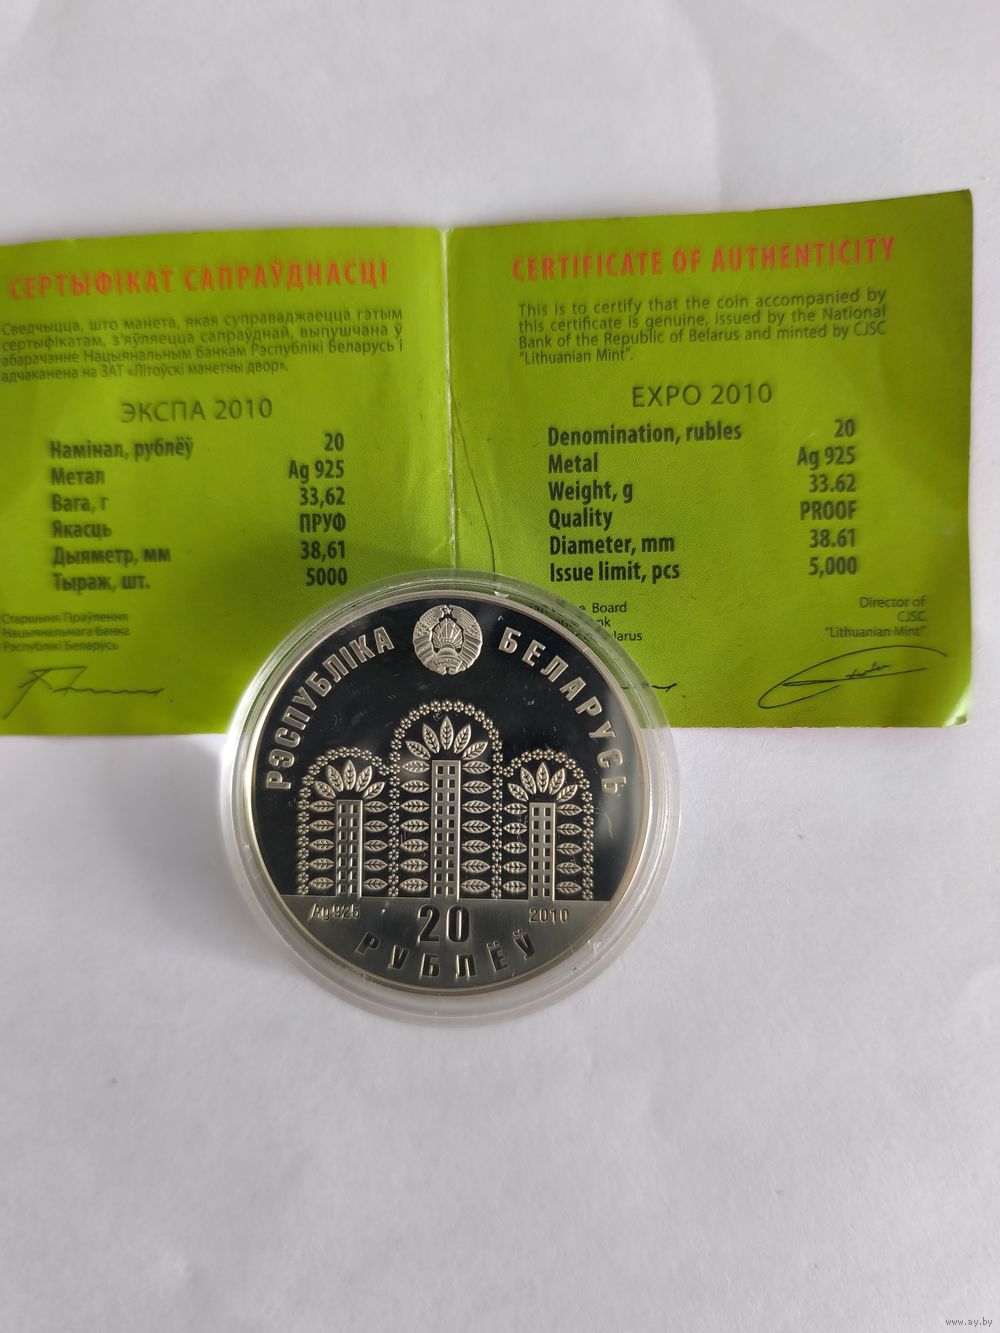 СЕРТЫФІКАТ САПРАЎДНАСЦІ
Сведчыцца, што манета, якая суправаджаецца гэтым
сертыфікатам, з'яўляецца сапраўднай, выпушчана ў
абарачэнне Нацыянальным банкам Рэспублікі Беларусь і
адчаканена на ЗАТ «Літоўскі манетны двор».
ЭКСПА 2010
Намінал, рублёў 20
Метал Ag 925
Вага, г 33,62
Якасць ПРУФ
Дыяметр, мм 38,61
Тыраж, шт. 5000
Старшыня Праўлення
Нацыянальнага банка
Рэспублікі Беларусь
CERTIFICATE OF AUTHENTICITY
This is to certify that the coin accompanied by
this certificate is genuine, issued by the National
Bank of the Republic of Belarus and minted by CJSC
"Lithuanian Mint".
EXPO 2010
Denomination, rubles 20
Metal Ag 925
Weight, g 33.62
Quality PROOF
Diameter, mm 38.61
Issue limit, pcs 5,000
Board
Director of
CJSC
"Lithuanian Mint"
РЭСПУБЛІКА БЕЛАРУСЬ
Ag 925 20 2010
РУБЛЁЎ
www.ay.by